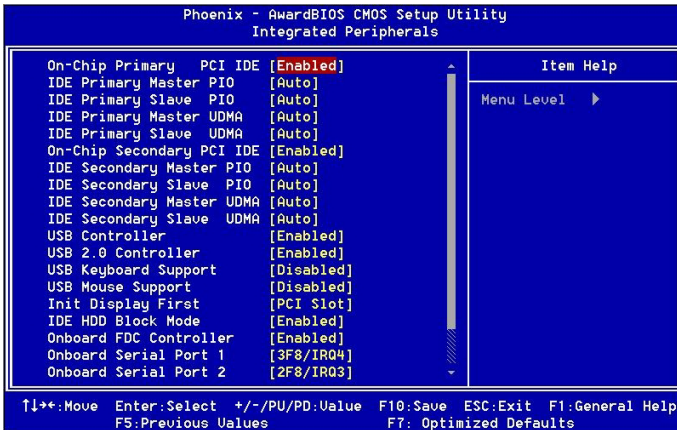 Phoenix - AwardBIOS CMOS Setup Utility
Integrated Peripherals
On-Chip Primary PCI IDE [Enabled]
IDE Primary Master PIO [Auto]
IDE Primary Slave PIO [Auto]
IDE Primary Master UDMA [Auto]
IDE Primary Slave UDMA [Auto]
On-Chip Secondary PCI IDE [Enabled]
IDE Secondary Master PIO [Auto]
IDE Secondary Slave PIO [Auto]
IDE Secondary Master UDMA [Auto]
IDE Secondary Slave UDMA [Auto]
USB Controller [Enabled]
USB 2.0 Controller [Enabled]
USB Keyboard Support [Disabled]
USB Mouse Support [Disabled]
Init Display First [PCI Slot]
IDE HDD Block Mode [Enabled]
Onboard FDC Controller [Enabled]
Onboard Serial Port 1 [3F8/IRQ4]
Onboard Serial Port 2 [2F8/IRQ3]
Item Help
Menu Level ▶
↑↓→←:Move Enter:Select +/-/PU/PD:Value F10:Save ESC:Exit F1:General Help
F5:Previous Values F7: Optimized Defaults